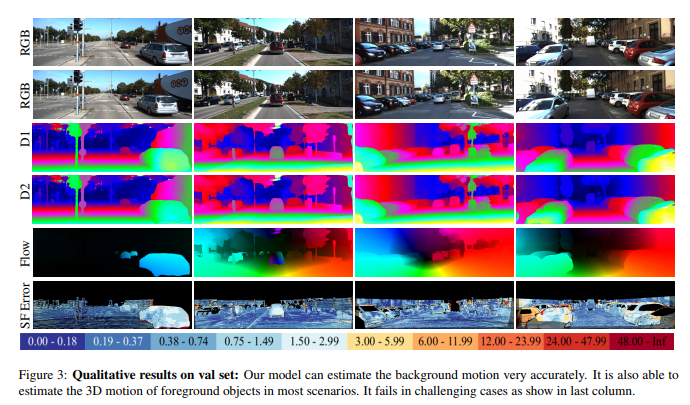 RGB
RGB
D1
D2
Flow
SF Error
0.00 - 0.18 0.19 - 0.37 0.38 - 0.74 0.75 - 1.49 1.50 - 2.99 3.00 - 5.99 6.00 - 11.99 12.00 - 23.99 24.00 - 47.99 48.00 - Inf
Figure 3: Qualitative results on val set: Our model can estimate the background motion very accurately. It is also able to
estimate the 3D motion of foreground objects in most scenarios. It fails in challenging cases as show in last column.